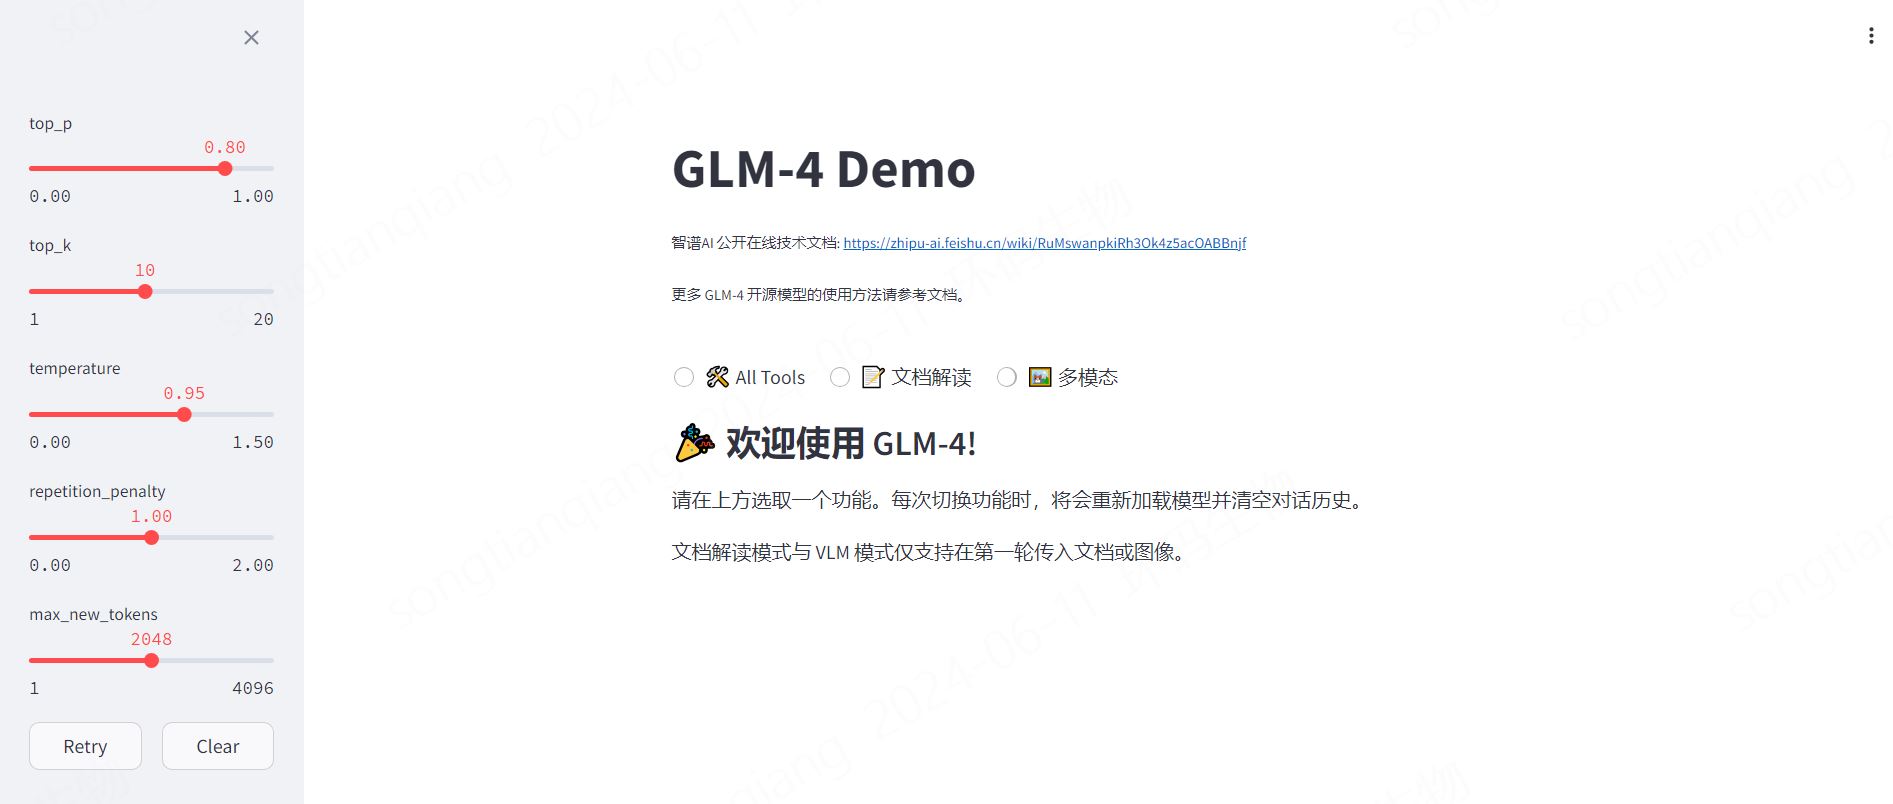 top_p
0.80
0.00 1.00
top_k
10
1 20
temperature
0.95
0.00 1.50
repetition_penalty
1.00
0.00 2.00
max_new_tokens
2048
1 4096
Retry Clear
GLM-4 Demo
智谱AI 公开在线技术文档: https://zhipu-ai.feishu.cn/wiki/RuMswanpkiRh3Ok4z5acOABBnjf
更多 GLM-4 开源模型的使用方法请参考文档。
🛠️ All Tools 📝 文档解读 🖼️ 多模态
🎉 欢迎使用 GLM-4!
请在上方选取一个功能。每次切换功能时，将会重新加载模型并清空对话历史。
文档解读模式与 VLM 模式仅支持在第一轮传入文档或图像。
songtianqiang 2024-06-11